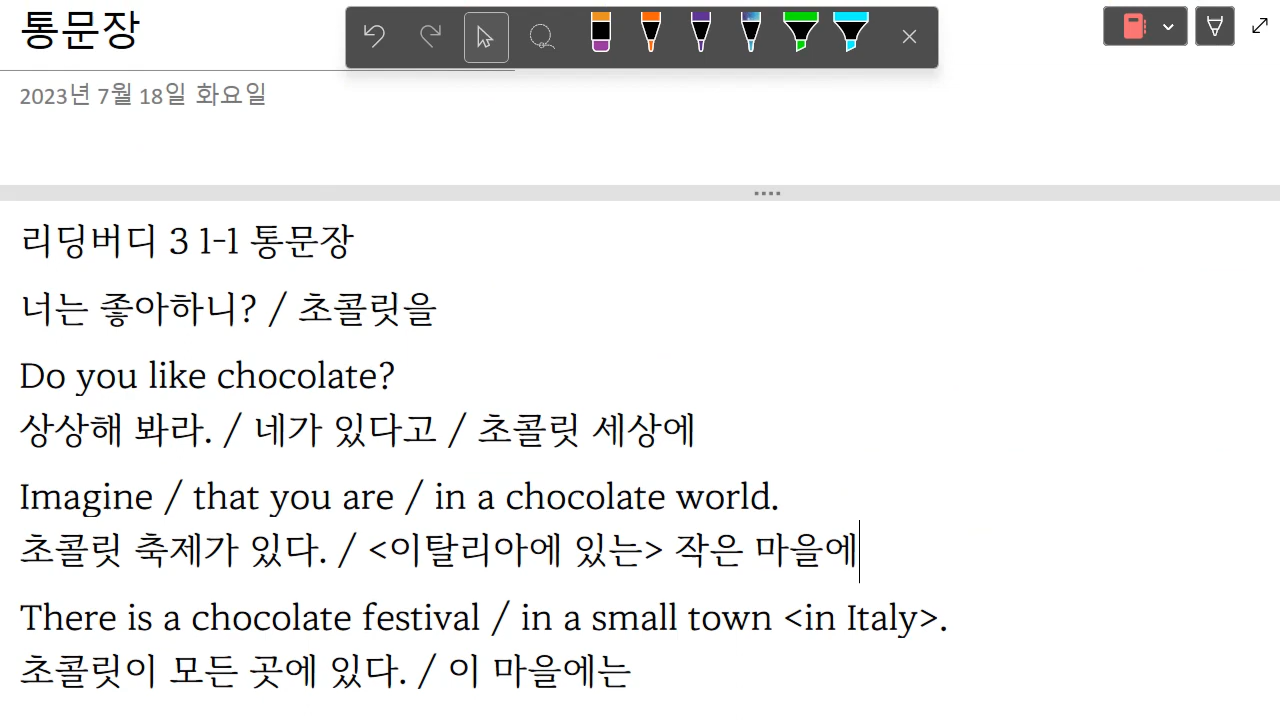 통문장
2023년 7월 18일 화요일
리딩버디 3 1-1 통문장
너는 좋아하니? / 초콜릿을
Do you like chocolate?
상상해 봐라. / 네가 있다고 / 초콜릿 세상에
Imagine / that you are / in a chocolate world.
초콜릿 축제가 있다. / <이탈리아에 있는> 작은 마을에
There is a chocolate festival / in a small town <in Italy>.
초콜릿이 모든 곳에 있다. / 이 마을에는